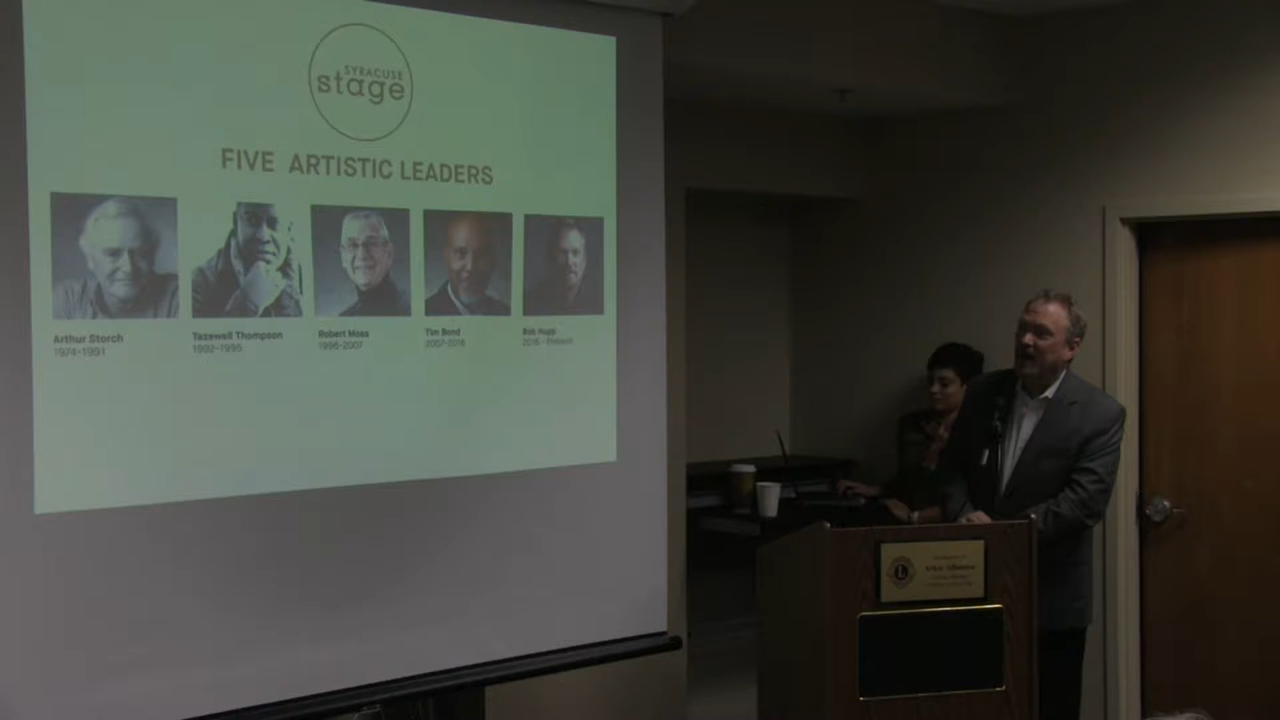 SYRACUSE
stage
FIVE ARTISTIC LEADERS
Arthur Storch
1974-1991
Tazewell Thompson
1992-1995
Robert Moss
1996-2007
Tim Bond
2007-2016
Rob Hupp
2016 - Present
L